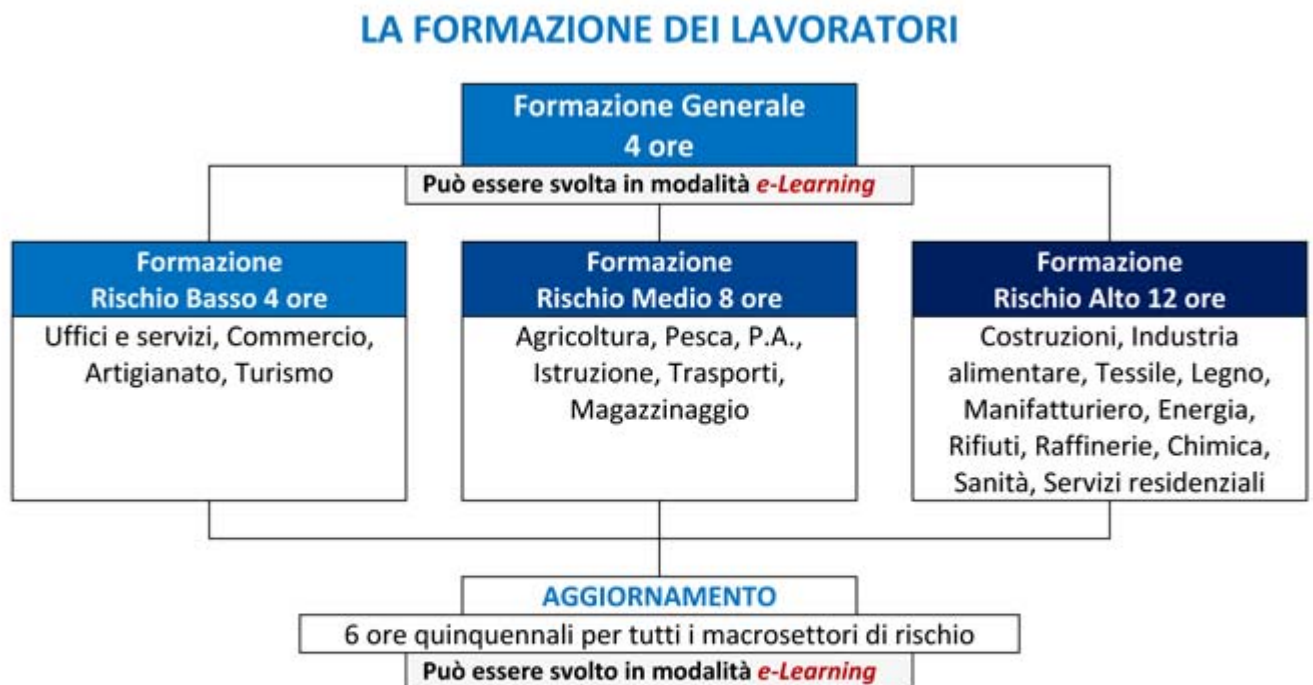 LA FORMAZIONE DEI LAVORATORI
Formazione Generale
4 ore
Può essere svolta in modalità e-Learning
Formazione
Rischio Basso 4 ore
Uffici e servizi, Commercio,
Artigianato, Turismo
Formazione
Rischio Medio 8 ore
Agricoltura, Pesca, P.A.,
Istruzione, Trasporti,
Magazzinaggio
Formazione
Rischio Alto 12 ore
Costruzioni, Industria
alimentare, Tessile, Legno,
Manifatturiero, Energia,
Rifiuti, Raffinerie, Chimica,
Sanità, Servizi residenziali
AGGIORNAMENTO
6 ore quinquennali per tutti i macrosettori di rischio
Può essere svolto in modalità e-Learning